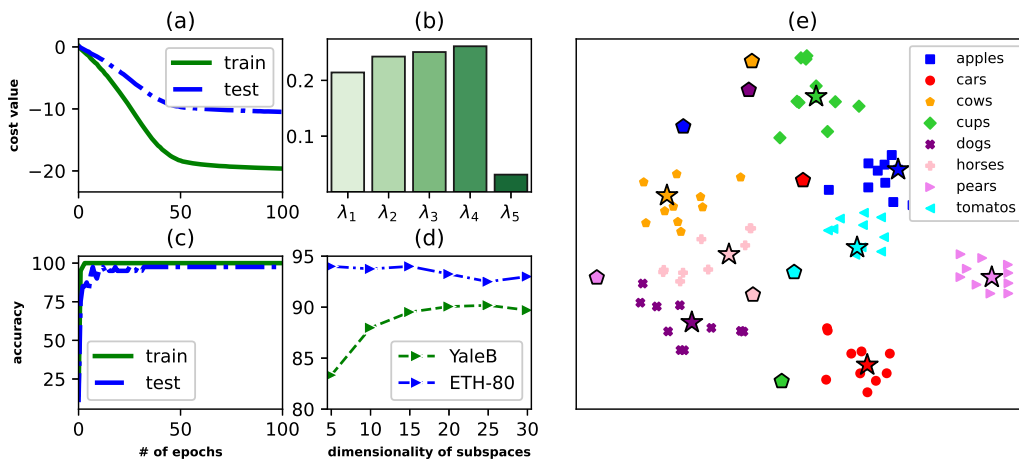 (a)
cost value
0
−10
−20
0
50
100
train
test
(b)
0.2
0.1
λ1
λ2
λ3
λ4
λ5
(c)
accuracy
100
75
50
25
0
50
100
# of epochs
train
test
(d)
95
90
85
80
5
10
15
20
25
30
dimensionality of subspaces
YaleB
ETH-80
(e)
apples
cars
cows
cups
dogs
horses
pears
tomatos